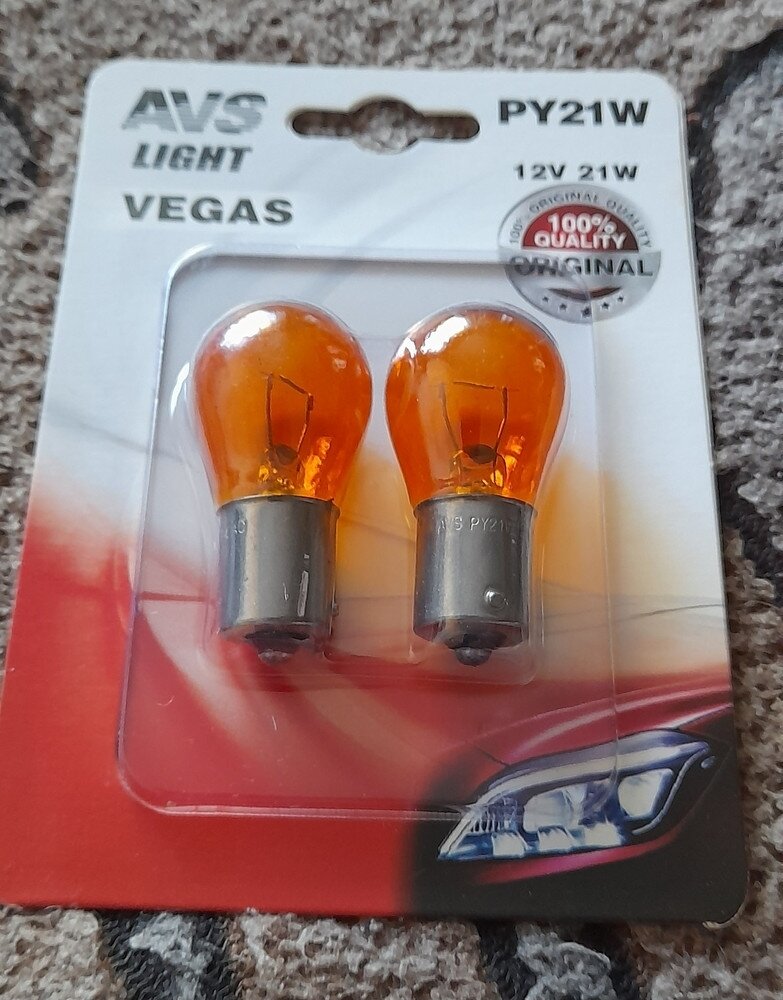 AVS
LIGHT
VEGAS
PY21W
12V 21W
100% ORIGINAL QUALITY
100%
QUALITY
ORIGINAL
AVS PY21